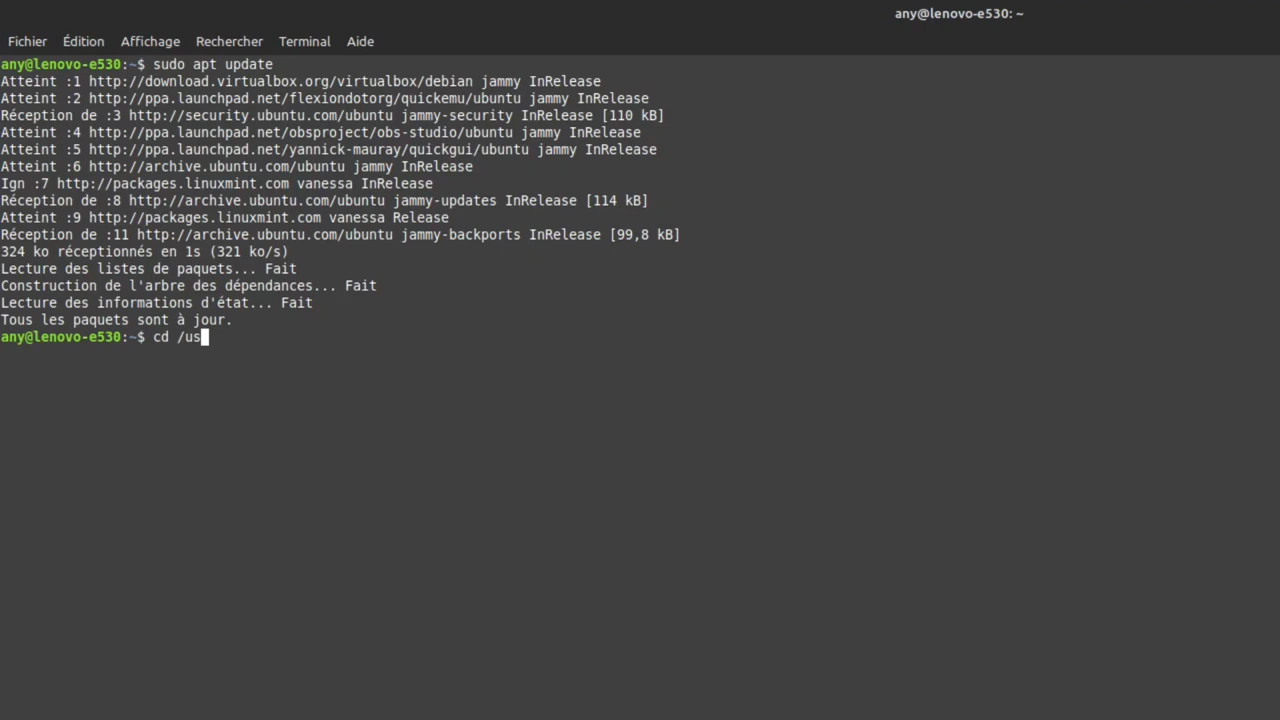 any@lenovo-e530: ~
Fichier Édition Affichage Rechercher Terminal Aide
any@lenovo-e530:~$ sudo apt update
Atteint :1 http://download.virtualbox.org/virtualbox/debian jammy InRelease
Atteint :2 http://ppa.launchpad.net/flexiondotorg/quickemu/ubuntu jammy InRelease
Réception de :3 http://security.ubuntu.com/ubuntu jammy-security InRelease [110 kB]
Atteint :4 http://ppa.launchpad.net/obsproject/obs-studio/ubuntu jammy InRelease
Atteint :5 http://ppa.launchpad.net/yannick-mauray/quickgui/ubuntu jammy InRelease
Atteint :6 http://archive.ubuntu.com/ubuntu jammy InRelease
Ign :7 http://packages.linuxmint.com vanessa InRelease
Réception de :8 http://archive.ubuntu.com/ubuntu jammy-updates InRelease [114 kB]
Atteint :9 http://packages.linuxmint.com vanessa Release
Réception de :11 http://archive.ubuntu.com/ubuntu jammy-backports InRelease [99,8 kB]
324 ko réceptionnés en 1s (321 ko/s)
Lecture des listes de paquets... Fait
Construction de l'arbre des dépendances... Fait
Lecture des informations d'état... Fait
Tous les paquets sont à jour.
any@lenovo-e530:~$ cd /us